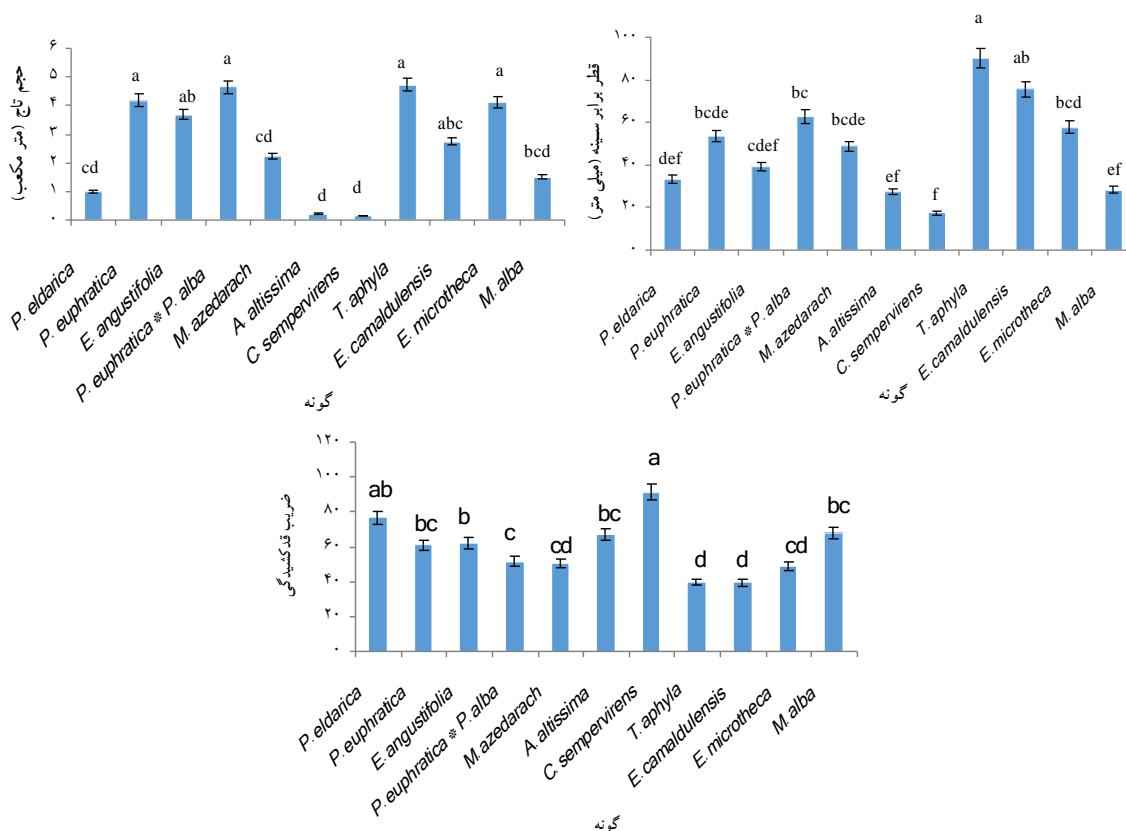 حجم تاج (متر مکعب)
۶
۵
۴
۳
۲
۱
۰
cd
a
ab
a
cd
d
d
a
abc
a
bcd
P. eldarica
P. euphratica
E. angustifolia
P. euphratica * P. alba
M. azedarach
A. altissima
C. sempervirens
T. aphyla
E. camaldulensis
E. microtheca
M. alba
گونه
قطر برابر سینه (میلی متر)
۱۰۰
۸۰
۶۰
۴۰
۲۰
۰
def
bcde
cdef
bc
bcde
ef
f
a
ab
bcd
ef
P. eldarica
P. euphratica
E. angustifolia
P. euphratica * P. alba
M. azedarach
A. altissima
C. sempervirens
T. aphyla
E. camaldulensis
E. microtheca
M. alba
گونه
ضریب قدکشیدگی
۱۲۰
۱۰۰
۸۰
۶۰
۴۰
۲۰
۰
ab
bc
b
c
cd
bc
a
d
d
cd
bc
P. eldarica
P. euphratica
E. angustifolia
P. euphratica * P. alba
M. azedarach
A. altissima
C. sempervirens
T. aphyla
E. camaldulensis
E. microtheca
M. alba
گونه